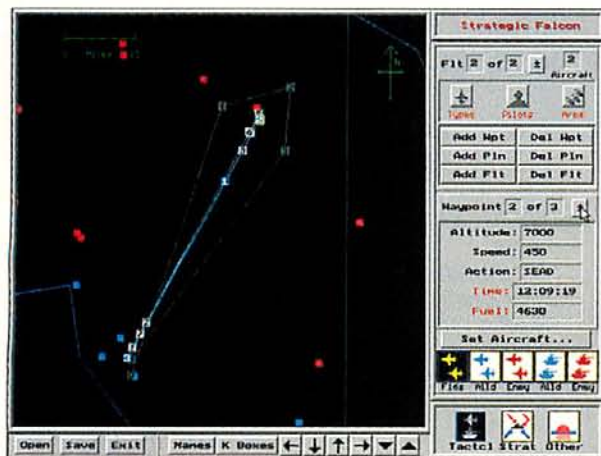 Strategic Falcon
Flt 2 of 2 ± 2
Aircraft
Types Pilots Area
Add Wpt Del Wpt
Add Pln Del Pln
Add Flt Del Flt
Waypoint 2 of 3
Altitude: 7000
Speed: 450
Action: SEAD
Time: 12:09:19
Fuel: 4630
Set Aircraft...
Flds Alld Enmy Alld Enmy
Tactcl Strat Other
Open Save Exit Names K Boxes